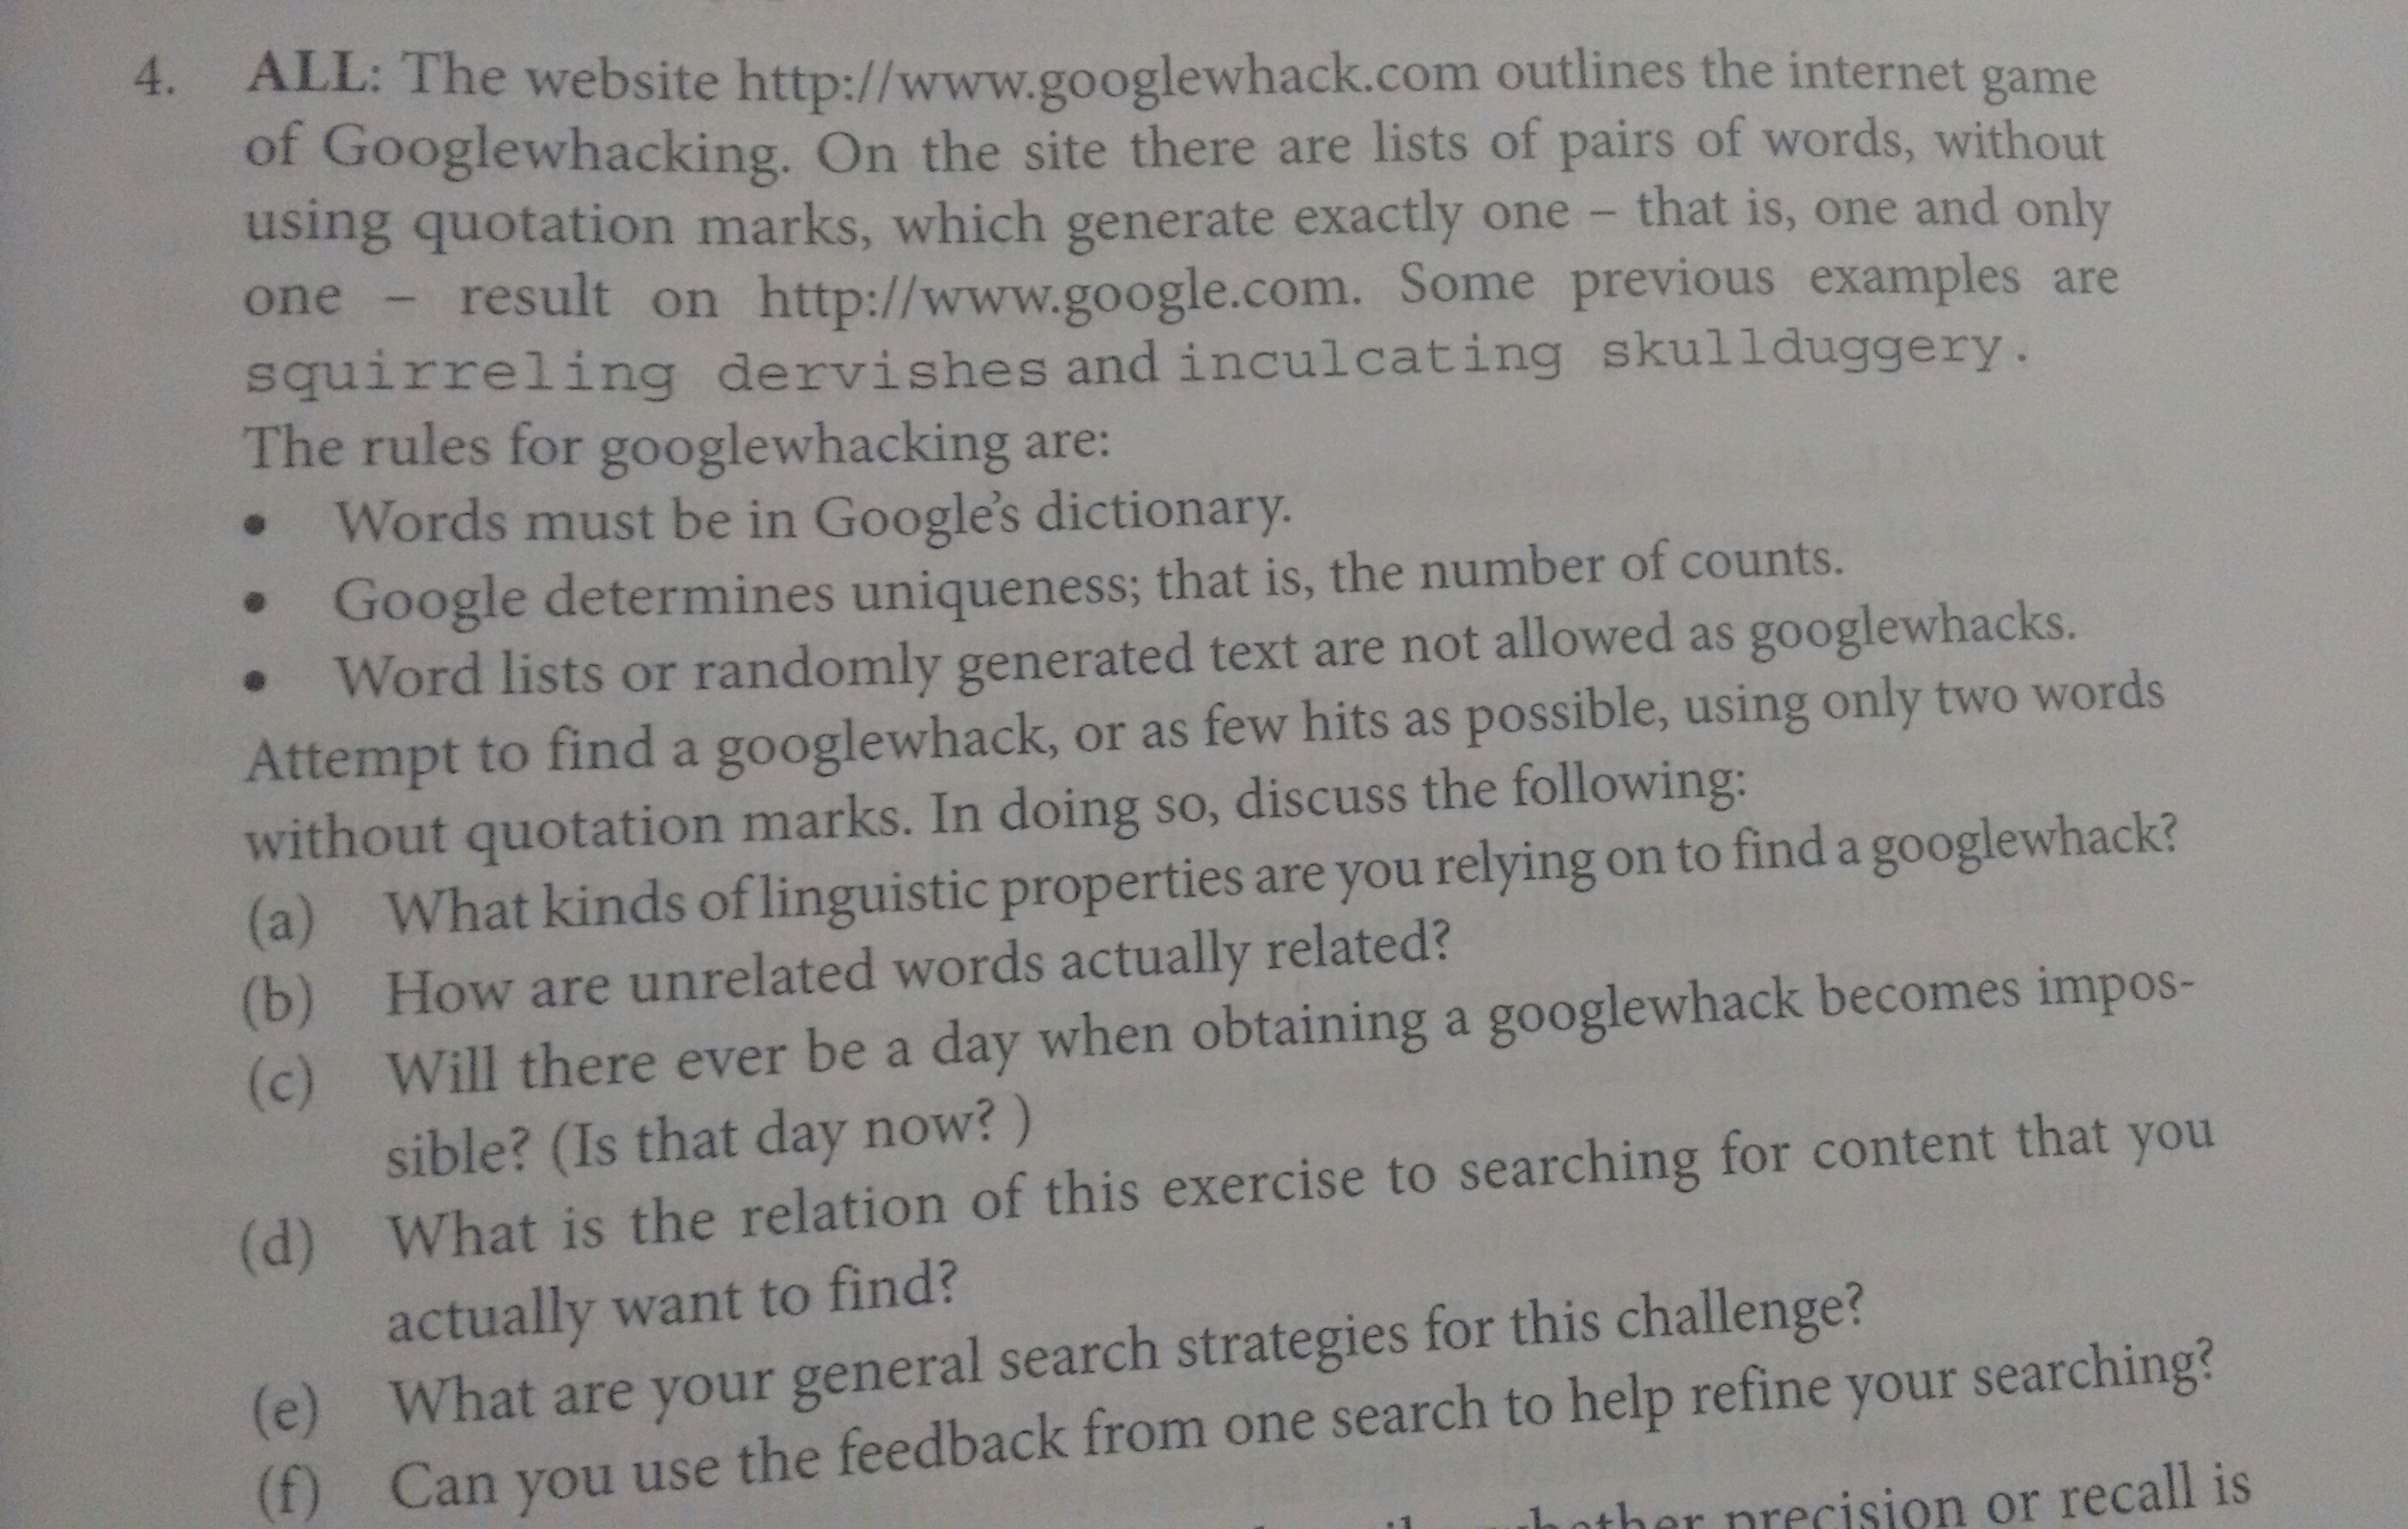 4. ALL: The website http://www.googlewhack.com outlines the internet game
of Googlewhacking. On the site there are lists of pairs of words, without
using quotation marks, which generate exactly one – that is, one and only
one – result on http://www.google.com. Some previous examples are
squirreling dervishes and inculcating skullduggery.
The rules for googlewhacking are:
• Words must be in Google's dictionary.
• Google determines uniqueness; that is, the number of counts.
• Word lists or randomly generated text are not allowed as googlewhacks.
Attempt to find a googlewhack, or as few hits as possible, using only two words
without quotation marks. In doing so, discuss the following:
(a) What kinds of linguistic properties are you relying on to find a googlewhack?
(b) How are unrelated words actually related?
(c) Will there ever be a day when obtaining a googlewhack becomes impos-
sible? (Is that day now? )
(d) What is the relation of this exercise to searching for content that you
actually want to find?
(e) What are your general search strategies for this challenge?
(f) Can you use the feedback from one search to help refine your searching?
precision or recall is